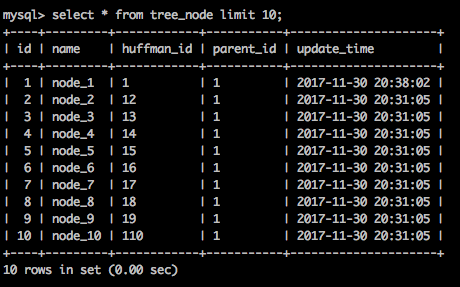 mysql> select * from tree_node limit 10;
+----+---------+------------+-----------+---------------------+
| id | name    | huffman_id | parent_id | update_time         |
+----+---------+------------+-----------+---------------------+
|  1 | node_1  | 1          | 1         | 2017-11-30 20:38:02 |
|  2 | node_2  | 12         | 1         | 2017-11-30 20:31:05 |
|  3 | node_3  | 13         | 1         | 2017-11-30 20:31:05 |
|  4 | node_4  | 14         | 1         | 2017-11-30 20:31:05 |
|  5 | node_5  | 15         | 1         | 2017-11-30 20:31:05 |
|  6 | node_6  | 16         | 1         | 2017-11-30 20:31:05 |
|  7 | node_7  | 17         | 1         | 2017-11-30 20:31:05 |
|  8 | node_8  | 18         | 1         | 2017-11-30 20:31:05 |
|  9 | node_9  | 19         | 1         | 2017-11-30 20:31:05 |
| 10 | node_10 | 110        | 1         | 2017-11-30 20:31:05 |
+----+---------+------------+-----------+---------------------+
10 rows in set (0.00 sec)